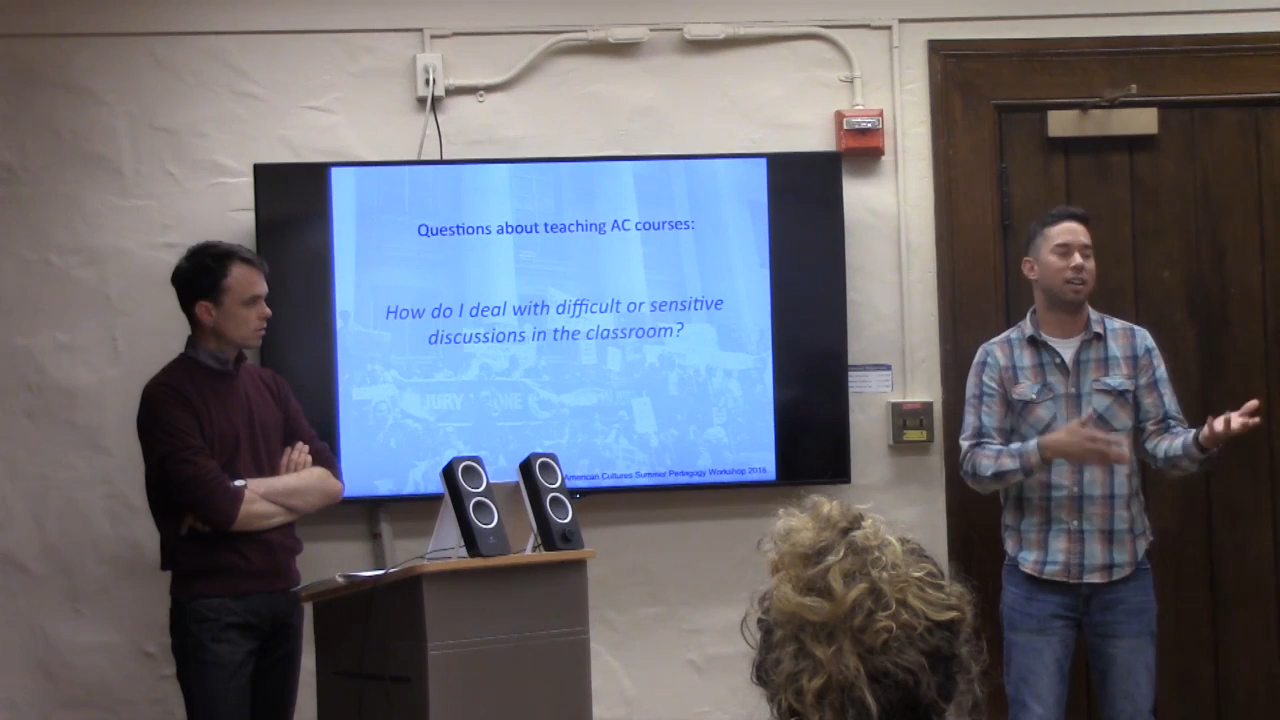 Questions about teaching AC courses:
How do I deal with difficult or sensitive
discussions in the classroom?
JURY
American Cultures Summer Pedagogy Workshop 2016